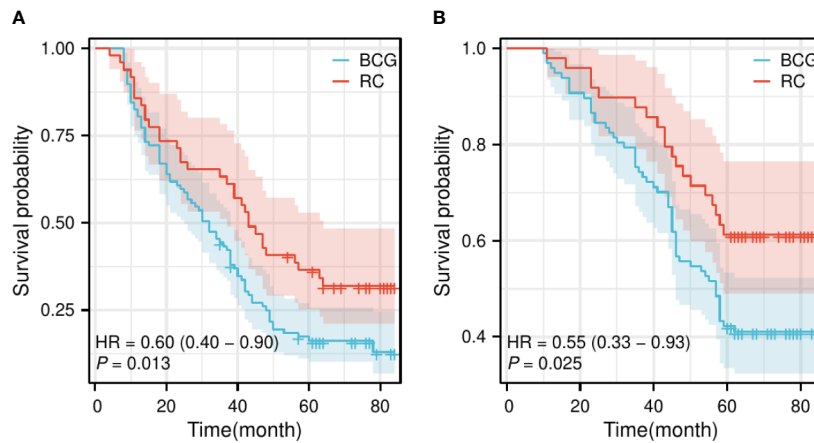 A
B
1.00
0.75
0.50
0.25
Survival probability
BCG
RC
HR = 0.60 (0.40 − 0.90)
P = 0.013
0
20
40
60
80
Time(month)
1.0
0.8
0.6
0.4
Survival probability
BCG
RC
HR = 0.55 (0.33 − 0.93)
P = 0.025
0
20
40
60
80
Time(month)